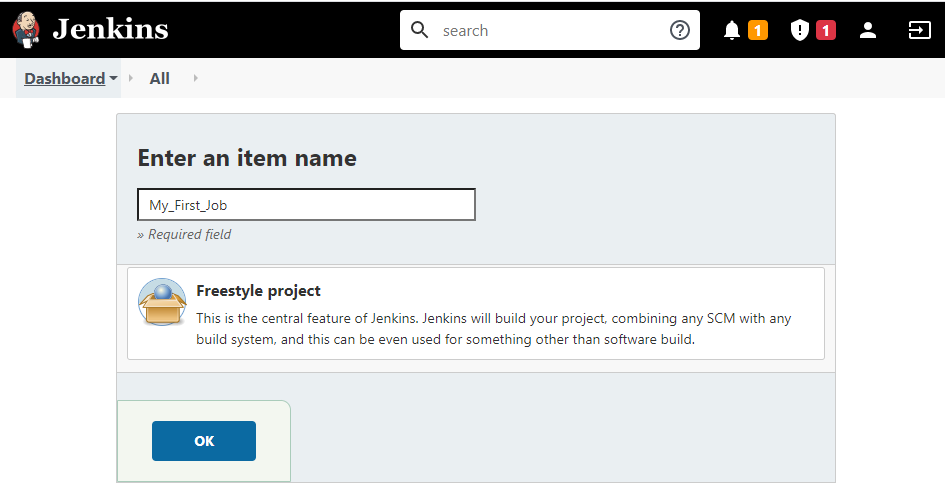 Jenkins
search
1
1
Dashboard
All
Enter an item name
My_First_Job
» Required field
Freestyle project
This is the central feature of Jenkins. Jenkins will build your project, combining any SCM with any
build system, and this can be even used for something other than software build.
OK